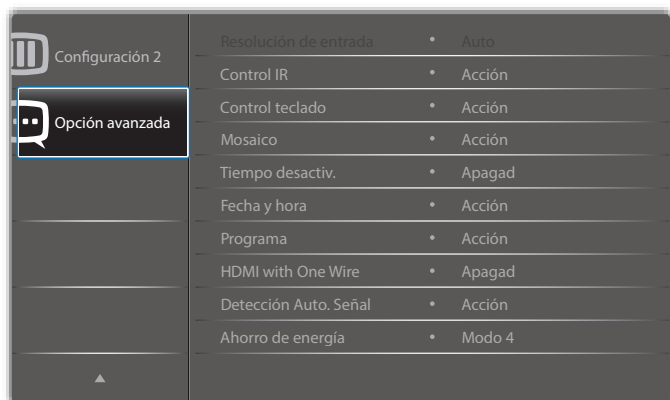 Configuración 2
Opción avanzada
Resolución de entrada • Auto
Control IR • Acción
Control teclado • Acción
Mosaico • Acción
Tiempo desactiv. • Apagad
Fecha y hora • Acción
Programa • Acción
HDMI with One Wire • Apagad
Detección Auto. Señal • Acción
Ahorro de energía • Modo 4